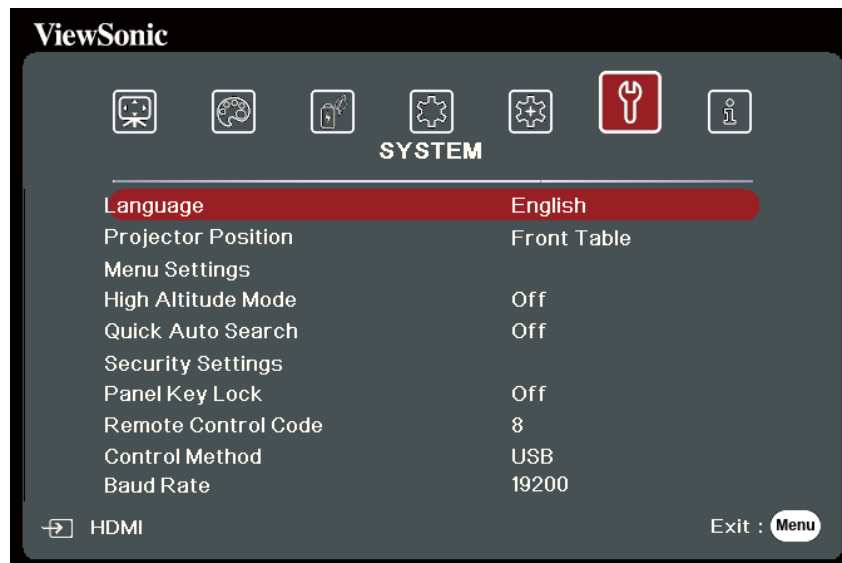 ViewSonic
SYSTEM
Language English
Projector Position Front Table
Menu Settings
High Altitude Mode Off
Quick Auto Search Off
Security Settings
Panel Key Lock Off
Remote Control Code 8
Control Method USB
Baud Rate 19200
HDMI Exit : Menu